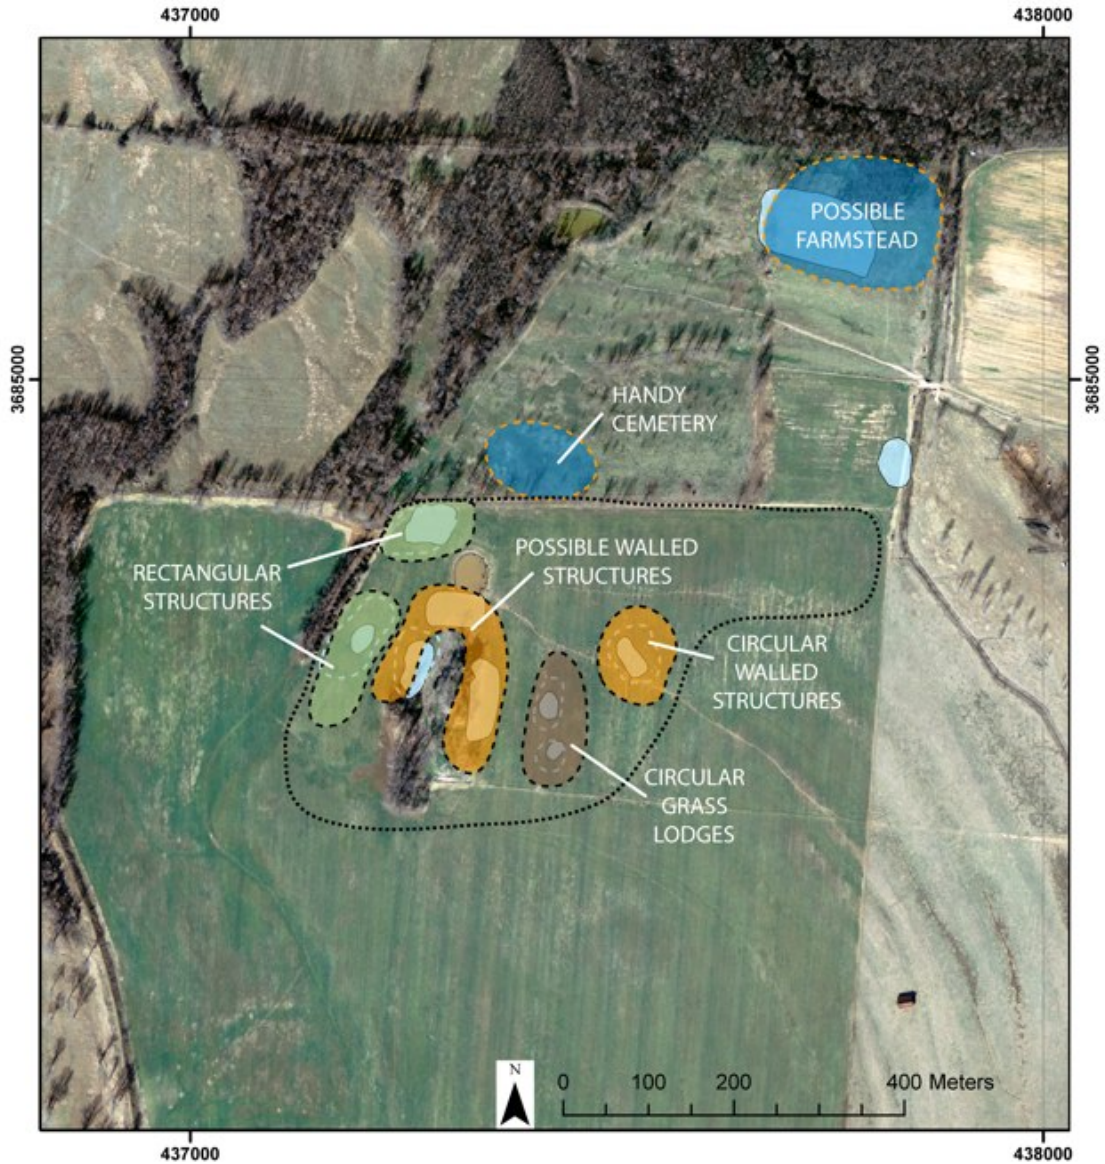 437000
438000
POSSIBLE
FARMSTEAD
3685000
3685000
HANDY
CEMETERY
POSSIBLE WALLED
STRUCTURES
RECTANGULAR
STRUCTURES
CIRCULAR
WALLED
STRUCTURES
CIRCULAR
GRASS
LODGES
N
0 100 200 400 Meters
437000
438000